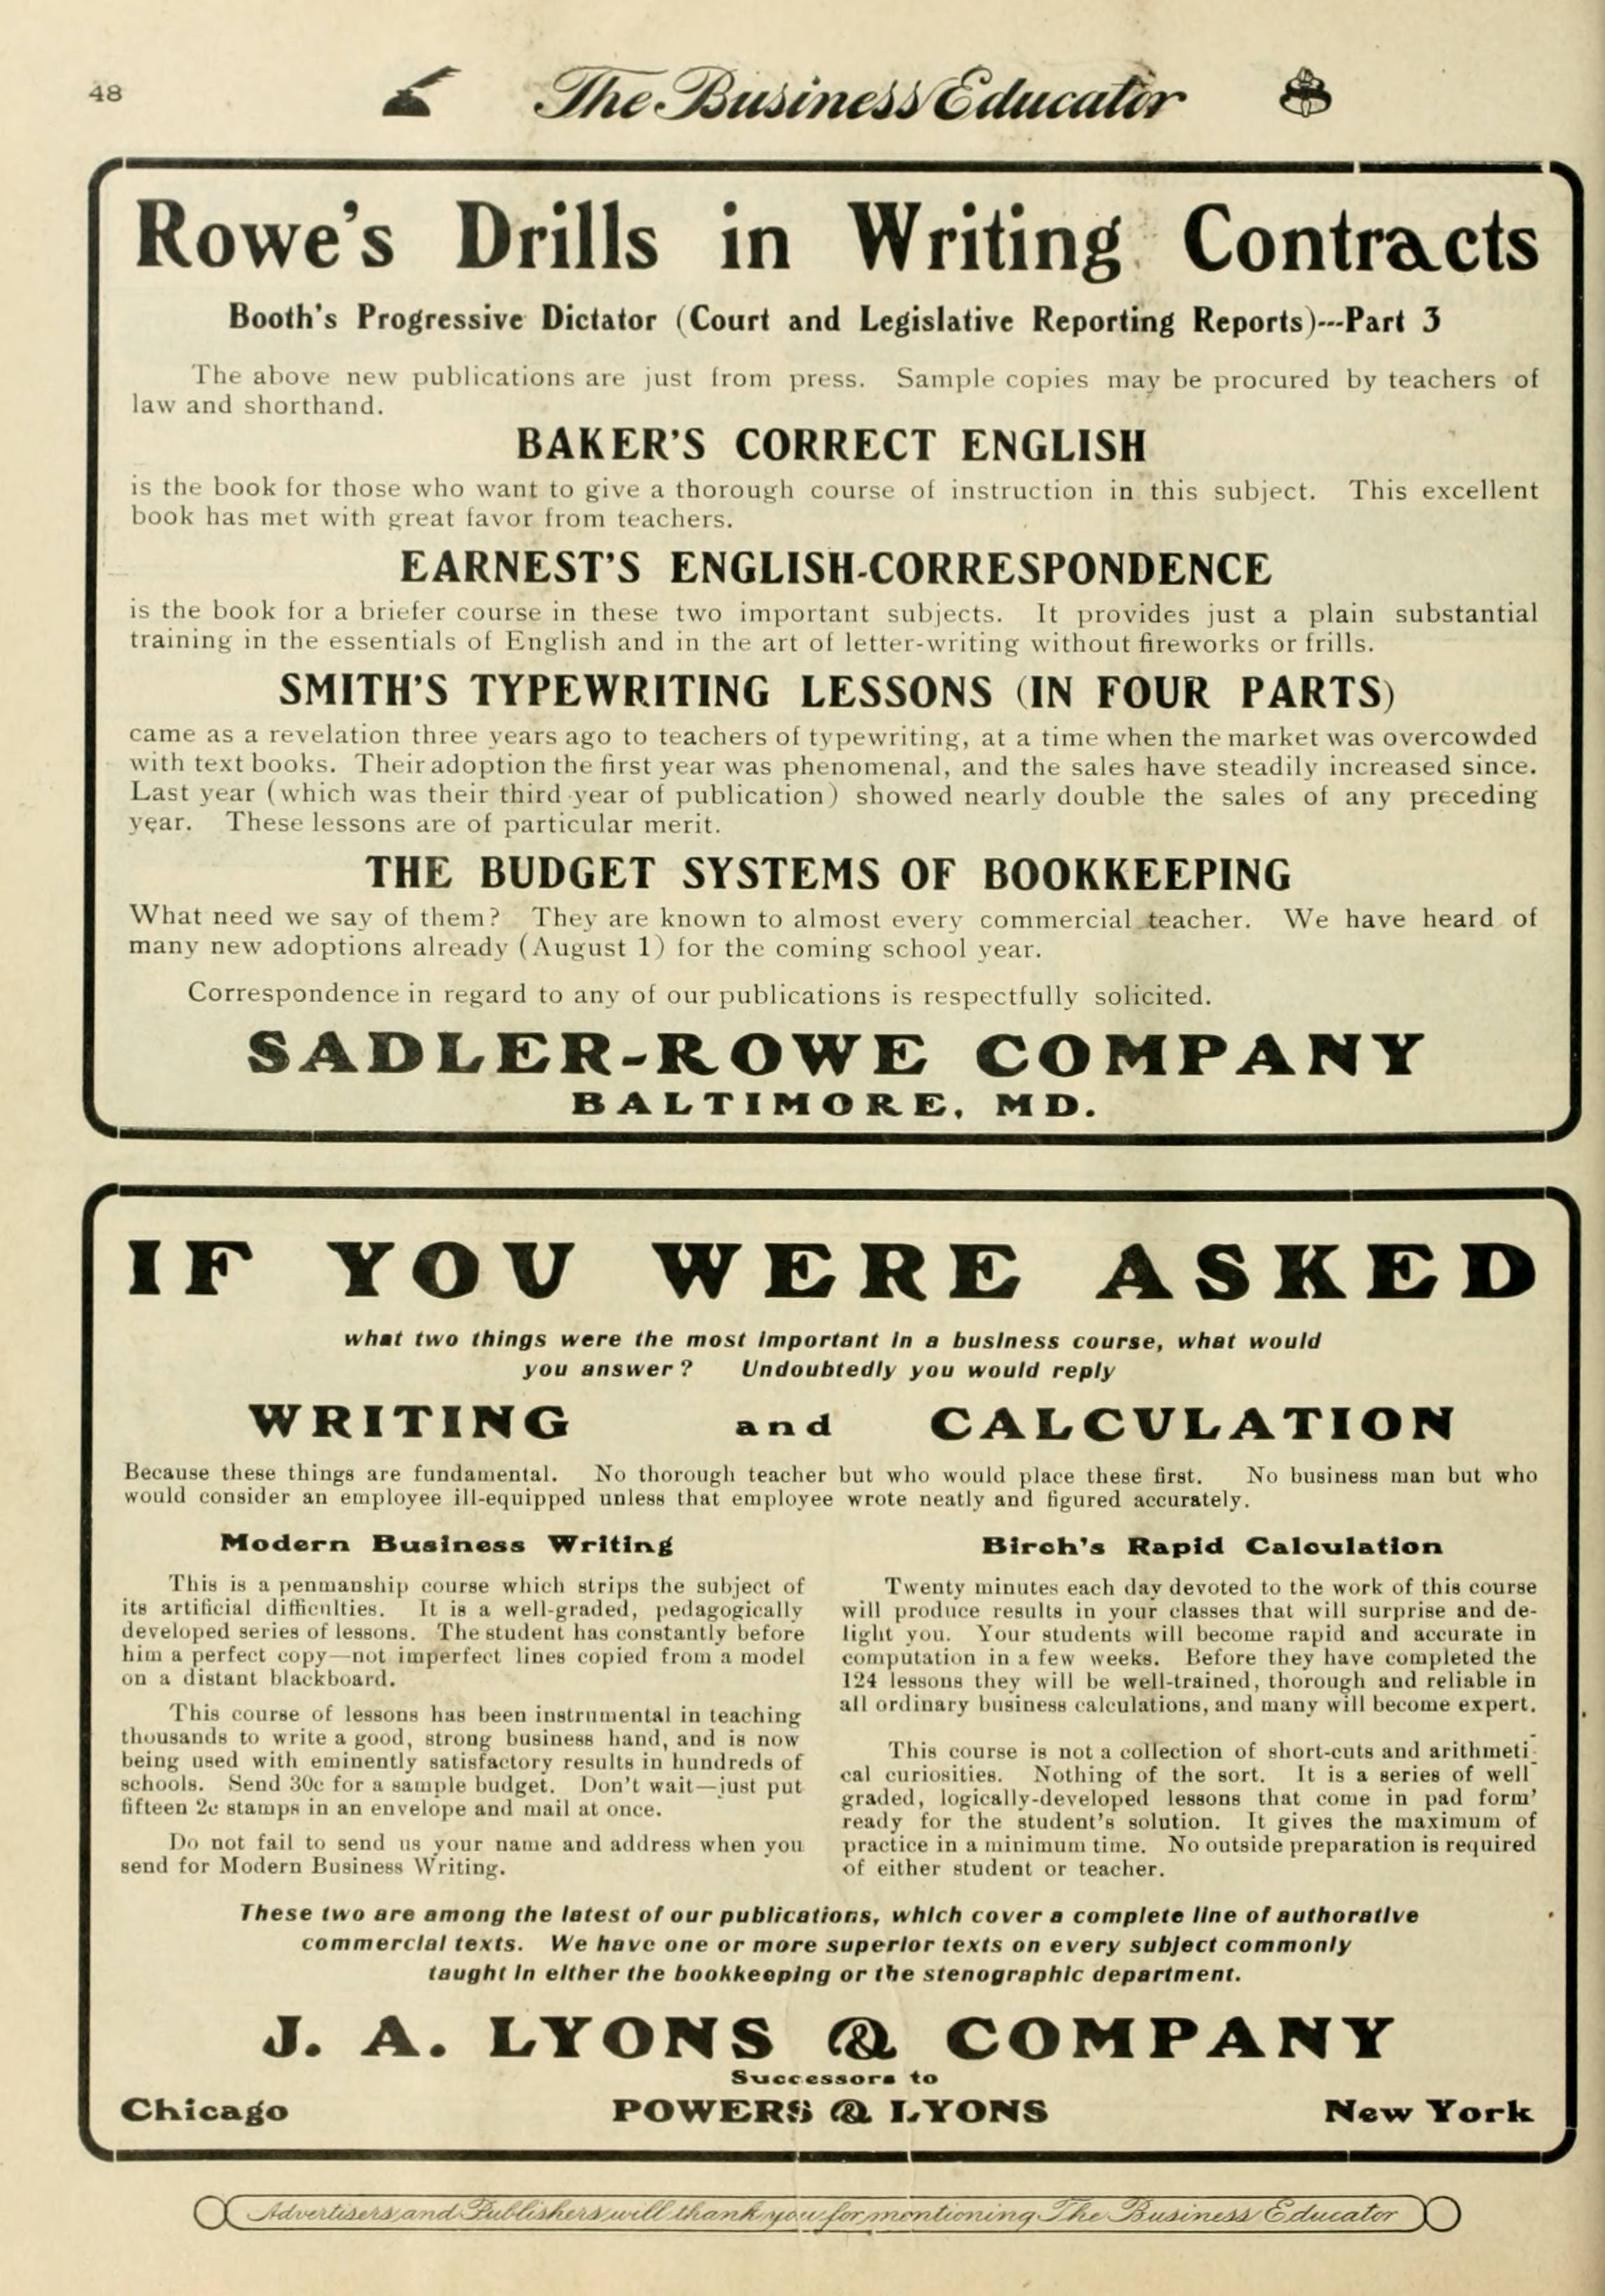 48
The Business Educator
Rowe's Drills in Writing Contracts
Booth's Progressive Dictator (Court and Legislative Reporting Reports)---Part 3
The above new publications are just from press. Sample copies may be procured by teachers of
law and shorthand.
BAKER'S CORRECT ENGLISH
is the book for those who want to give a thorough course of instruction in this subject. This excellent
book has met with great favor from teachers.
EARNEST'S ENGLISH-CORRESPONDENCE
is the book for a briefer course in these two important subjects. It provides just a plain substantial
training in the essentials of English and in the art of letter-writing without fireworks or frills.
SMITH'S TYPEWRITING LESSONS (IN FOUR PARTS)
came as a revelation three years ago to teachers of typewriting, at a time when the market was overcowded
with text books. Their adoption the first year was phenomenal, and the sales have steadily increased since.
Last year (which was their third year of publication) showed nearly double the sales of any preceding
year. These lessons are of particular merit.
THE BUDGET SYSTEMS OF BOOKKEEPING
What need we say of them? They are known to almost every commercial teacher. We have heard of
many new adoptions already (August 1) for the coming school year.
Correspondence in regard to any of our publications is respectfully solicited.
SADLER-ROWE COMPANY
BALTIMORE, MD.
IF YOU WERE ASKED
what two things were the most important in a business course, what would
you answer? Undoubtedly you would reply
WRITING and CALCULATION
Because these things are fundamental. No thorough teacher but who would place these first. No business man but who
would consider an employee ill-equipped unless that employee wrote neatly and figured accurately.
Modern Business Writing
This is a penmanship course which strips the subject of
its artificial difficulties. It is a well-graded, pedagogically
developed series of lessons. The student has constantly before
him a perfect copy—not imperfect lines copied from a model
on a distant blackboard.
This course of lessons has been instrumental in teaching
thousands to write a good, strong business hand, and is now
being used with eminently satisfactory results in hundreds of
schools. Send 30c for a sample budget. Don't wait—just put
fifteen 2c stamps in an envelope and mail at once.
Do not fail to send us your name and address when you
send for Modern Business Writing.
Birch's Rapid Calculation
Twenty minutes each day devoted to the work of this course
will produce results in your classes that will surprise and de-
light you. Your students will become rapid and accurate in
computation in a few weeks. Before they have completed the
124 lessons they will be well-trained, thorough and reliable in
all ordinary business calculations, and many will become expert.
This course is not a collection of short-cuts and arithmeti-
cal curiosities. Nothing of the sort. It is a series of well-
graded, logically-developed lessons that come in pad form'
ready for the student's solution. It gives the maximum of
practice in a minimum time. No outside preparation is required
of either student or teacher.
These two are among the latest of our publications, which cover a complete line of authorative
commercial texts. We have one or more superior texts on every subject commonly
taught in either the bookkeeping or the stenographic department.
J. A. LYONS & COMPANY
Successors to
Chicago POWERS & LYONS New York
Advertisers and Publishers will thank you for mentioning The Business Educator